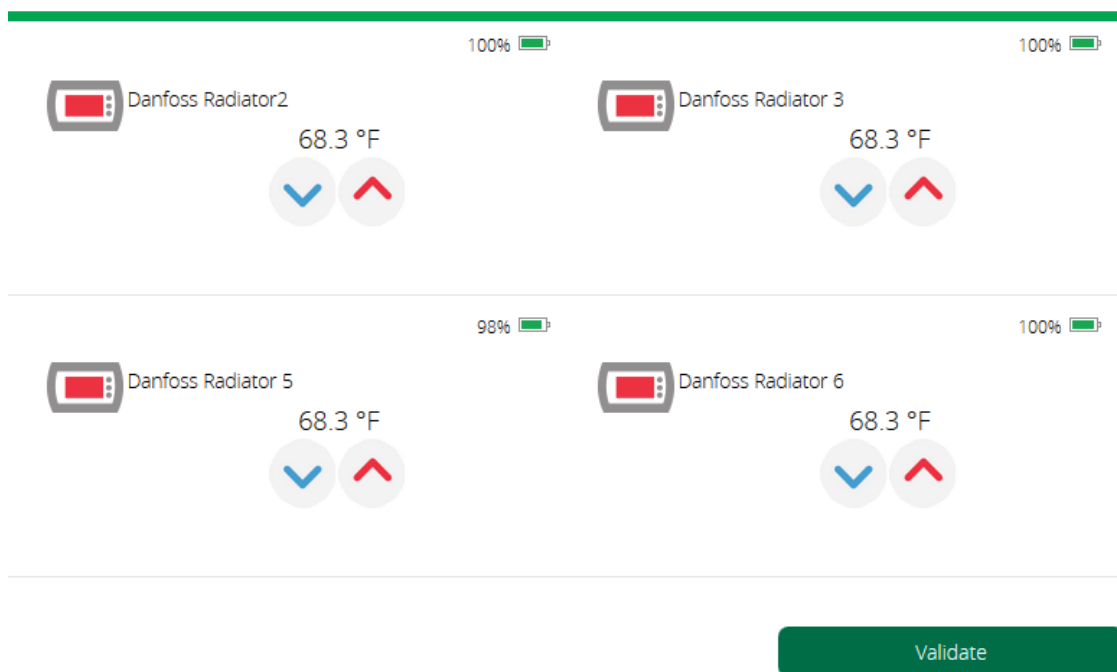 100%
100%
Danfoss Radiator2
Danfoss Radiator 3
68.3 °F
68.3 °F
98%
100%
Danfoss Radiator 5
Danfoss Radiator 6
68.3 °F
68.3 °F
Validate